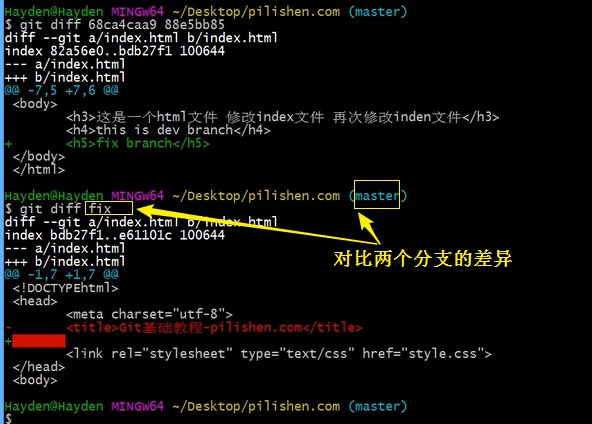 Hayden@Hayden MINGW64 ~/Desktop/pilishen.com (master)
$ git diff 68ca4caa9 88e5bb85
diff --git a/index.html b/index.html
index 82a56e0..bdb27f1 100644
--- a/index.html
+++ b/index.html
@@ -7,5 +7,6 @@
<body>
<h3>这是一个html文件 修改index文件 再次修改inden文件</h3>
<h4>this is dev branch</h4>
+ <h5>fix branch</h5>
</body>
</html>
Hayden@Hayden MINGW64 ~/Desktop/pilishen.com (master)
$ git diff fix
diff --git a/index.html b/index.html
index bdb27f1..e61101c 100644
--- a/index.html
+++ b/index.html
对比两个分支的差异
@@ -1,7 +1,7 @@
<!DOCTYPEhtml>
<head>
<meta charset="utf-8">
- <title>Git基础教程-pilishen.com</title>
+
<link rel="stylesheet" type="text/css" href="style.css">
</head>
<body>
Hayden@Hayden MINGW64 ~/Desktop/pilishen.com (master)
$